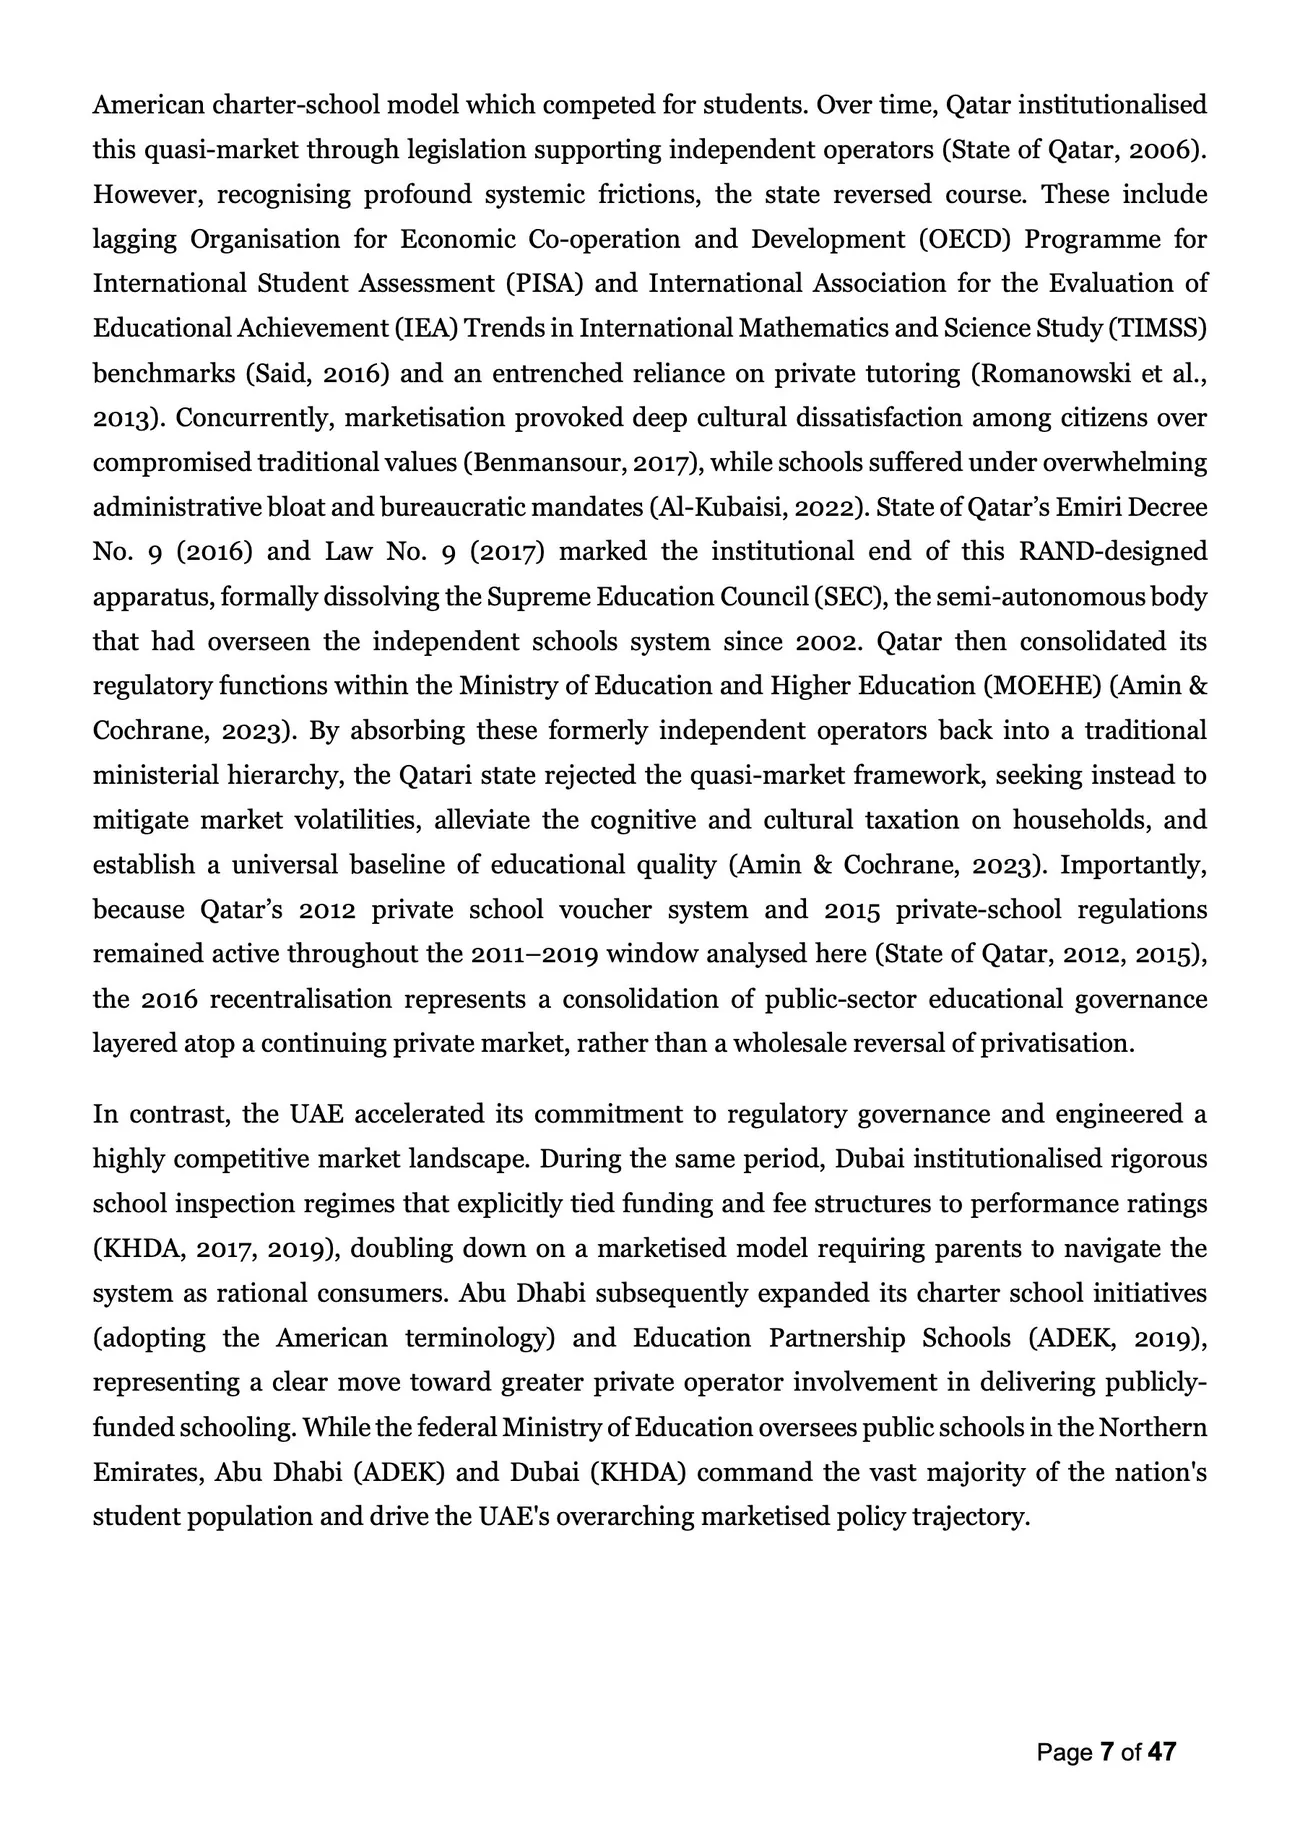 American charter-school model which competed for students. Over time, Qatar institutionalised
this quasi-market through legislation supporting independent operators (State of Qatar, 2006).
However, recognising profound systemic frictions, the state reversed course. These include
lagging Organisation for Economic Co-operation and Development (OECD) Programme for
International Student Assessment (PISA) and International Association for the Evaluation of
Educational Achievement (IEA) Trends in International Mathematics and Science Study (TIMSS)
benchmarks (Said, 2016) and an entrenched reliance on private tutoring (Romanowski et al.,
2013). Concurrently, marketisation provoked deep cultural dissatisfaction among citizens over
compromised traditional values (Benmansour, 2017), while schools suffered under overwhelming
administrative bloat and bureaucratic mandates (Al-Kubaisi, 2022). State of Qatar’s Emiri Decree
No. 9 (2016) and Law No. 9 (2017) marked the institutional end of this RAND-designed
apparatus, formally dissolving the Supreme Education Council (SEC), the semi-autonomous body
that had overseen the independent schools system since 2002. Qatar then consolidated its
regulatory functions within the Ministry of Education and Higher Education (MOEHE) (Amin &
Cochrane, 2023). By absorbing these formerly independent operators back into a traditional
ministerial hierarchy, the Qatari state rejected the quasi-market framework, seeking instead to
mitigate market volatilities, alleviate the cognitive and cultural taxation on households, and
establish a universal baseline of educational quality (Amin & Cochrane, 2023). Importantly,
because Qatar’s 2012 private school voucher system and 2015 private-school regulations
remained active throughout the 2011–2019 window analysed here (State of Qatar, 2012, 2015),
the 2016 recentralisation represents a consolidation of public-sector educational governance
layered atop a continuing private market, rather than a wholesale reversal of privatisation.
In contrast, the UAE accelerated its commitment to regulatory governance and engineered a
highly competitive market landscape. During the same period, Dubai institutionalised rigorous
school inspection regimes that explicitly tied funding and fee structures to performance ratings
(KHDA, 2017, 2019), doubling down on a marketised model requiring parents to navigate the
system as rational consumers. Abu Dhabi subsequently expanded its charter school initiatives
(adopting the American terminology) and Education Partnership Schools (ADEK, 2019),
representing a clear move toward greater private operator involvement in delivering publicly-
funded schooling. While the federal Ministry of Education oversees public schools in the Northern
Emirates, Abu Dhabi (ADEK) and Dubai (KHDA) command the vast majority of the nation's
student population and drive the UAE's overarching marketised policy trajectory.
Page 7 of 47